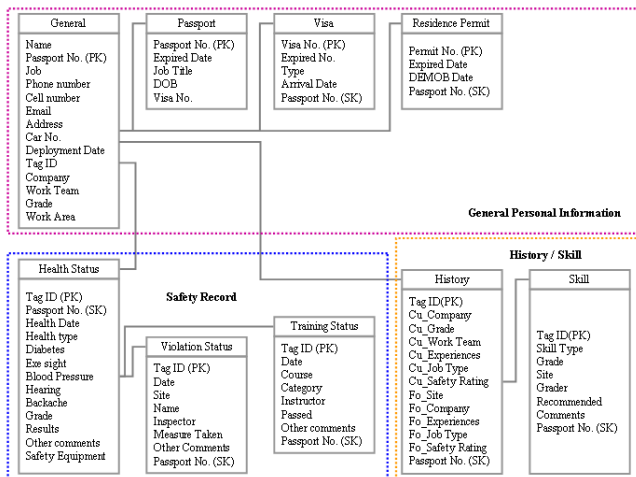 General
Name
Passport No. (PK)
Job
Phone number
Cell number
Email
Address
Car No.
Deployment Date
Tag ID
Company
Work Team
Grade
Work Area
Passport
Passport No. (PK)
Expired Date
Job Title
DOB
Visa No.
Visa
Visa No. (PK)
Expired No.
Type
Arrival Date
Passport No. (SK)
Residence Permit
Permit No. (PK)
Expired Date
DEMOB Date
Passport No. (SK)
General Personal Information
Health Status
Tag ID (PK)
Passport No. (SK)
Health Date
Health type
Diabetes
Exe sight
Blood Pressure
Hearing
Backache
Grade
Results
Other comments
Safety Equipment
Safety Record
Violation Status
Tag ID (PK)
Date
Site
Name
Inspector
Measure Taken
Other Comments
Passport No. (SK)
Training Status
Tag ID (PK)
Date
Course
Category
Instructor
Passed
Other comments
Passport No. (SK)
History / Skill
History
Tag ID(PK)
Cu_Company
Cu_Grade
Cu_Work Team
Cu_Experiences
Cu_Job Type
Cu_Safety Rating
Fo_Site
Fo_Company
Fo_Experiences
Fo_Job Type
Fo_Safety Rating
Passport No. (SK)
Skill
Tag ID(PK)
Skill Type
Grade
Site
Grader
Recommended
Comments
Passport No. (SK)